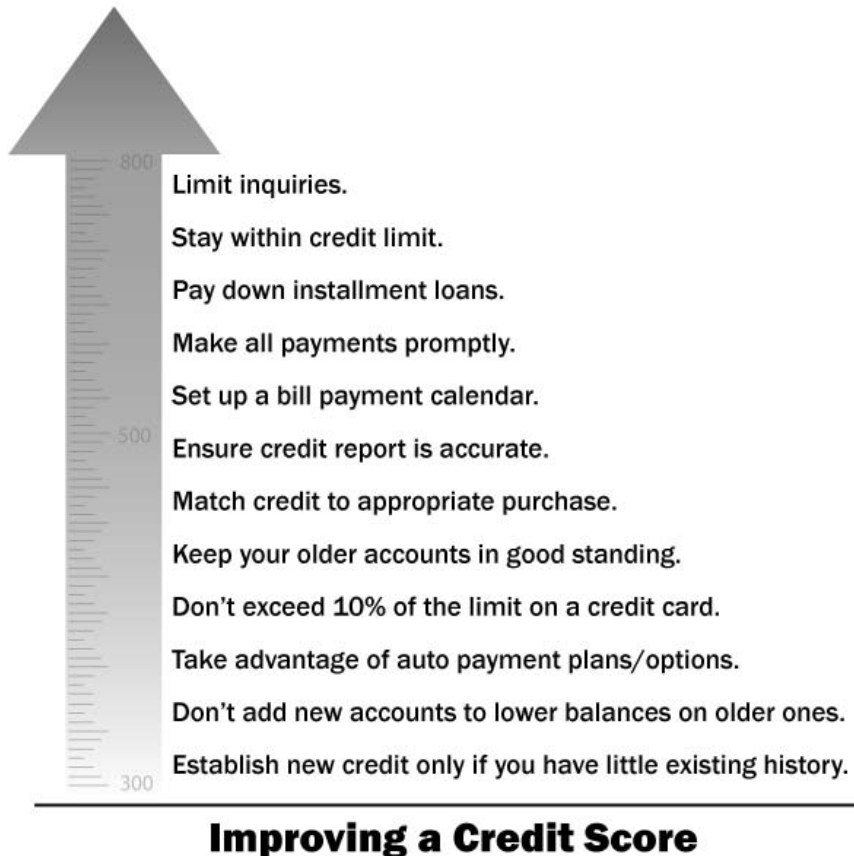 800
Limit inquiries.
Stay within credit limit.
Pay down installment loans.
Make all payments promptly.
Set up a bill payment calendar.
500
Ensure credit report is accurate.
Match credit to appropriate purchase.
Keep your older accounts in good standing.
Don't exceed 10% of the limit on a credit card.
Take advantage of auto payment plans/options.
Don't add new accounts to lower balances on older ones.
Establish new credit only if you have little existing history.
300
Improving a Credit Score